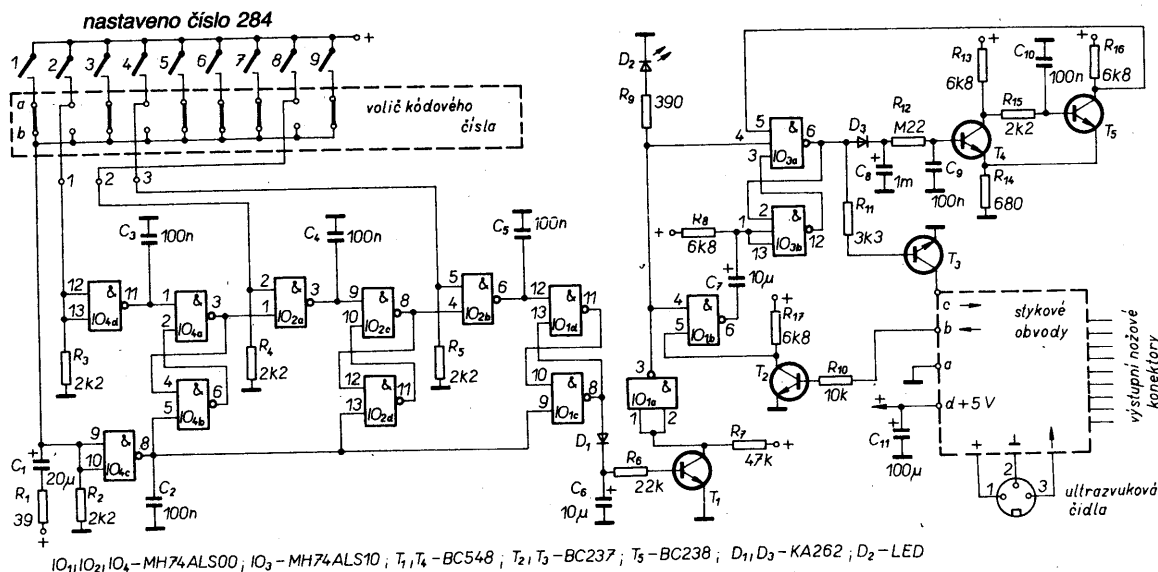 nastaveno číslo 284
1 2 3 4 5 6 7 8 9 +
a
b
volič kódového
čísla
1 2 3
C3 100n
C4 100n
C5 100n
12 13 & IO4d 11
1 2 & IO4a 3
2 1 & IO2a 3
9 10 & IO2c 8
5 4 & IO2b 6
12 13 & IO1d 11
R3 2k2
R4 2k2
R5 2k2
4 5 & IO4b 6
12 13 & IO2d 11
10 9 & IO1c 8
9 10 & IO4c 8
C1 20µ
R1 39
+
R2 2k2
C2 100n
D1
C6 + 10µ
R6 22k
T1
R7 47k +
3 & IO1a 1 2
D2
R9 390
R8 6k8 +
C7 + 10µ
4 5 & IO1b 6
R17 6k8 +
T2
R10 10k
5 4 3 & IO3a 6
2 1 13 & IO3b 12
D3
C8 + 1m
R12 M22
C9 100n
R11 3k3
T3
R13 6k8 +
C10 100n
R15 2k2
R16 6k8 +
T4
T5
R14 680
c
b
a
d +5V
stykové
obvody
výstupní nožové
konektory
C11 + 100µ
+ ⊥
1 2 3
ultrazvuková
čidla
IO1,IO2,IO4–MH74ALS00; IO3–MH74ALS10; T1,T4–BC548; T2,T3–BC237; T5–BC238; D1,D3–KA262; D2–LED